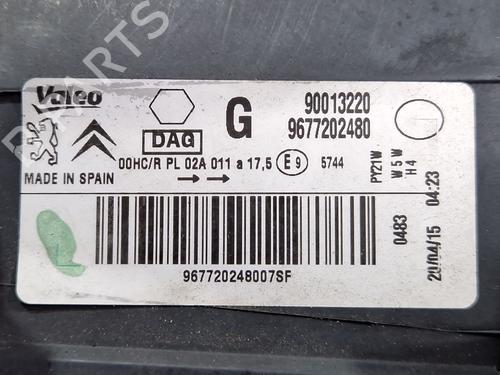 Valeo
G
90013220
9677202480
DAG
00HC/R PL 02A 011 a 17,5 E9 5744
MADE IN SPAIN
PY21W
W5W
H4
0483
20/04/15 04:23
967720248007SF
PARTS